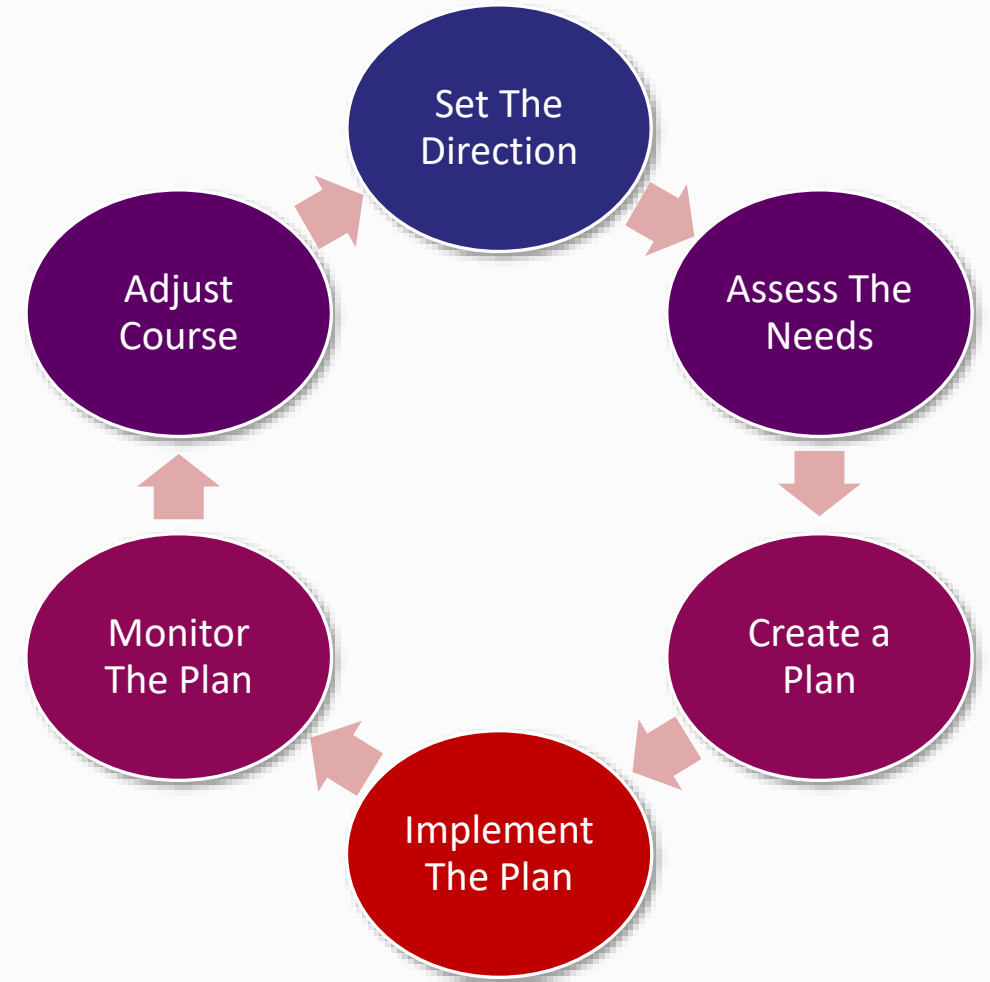 Set The
Direction
Assess The
Needs
Create a
Plan
Implement
The Plan
Monitor
The Plan
Adjust
Course